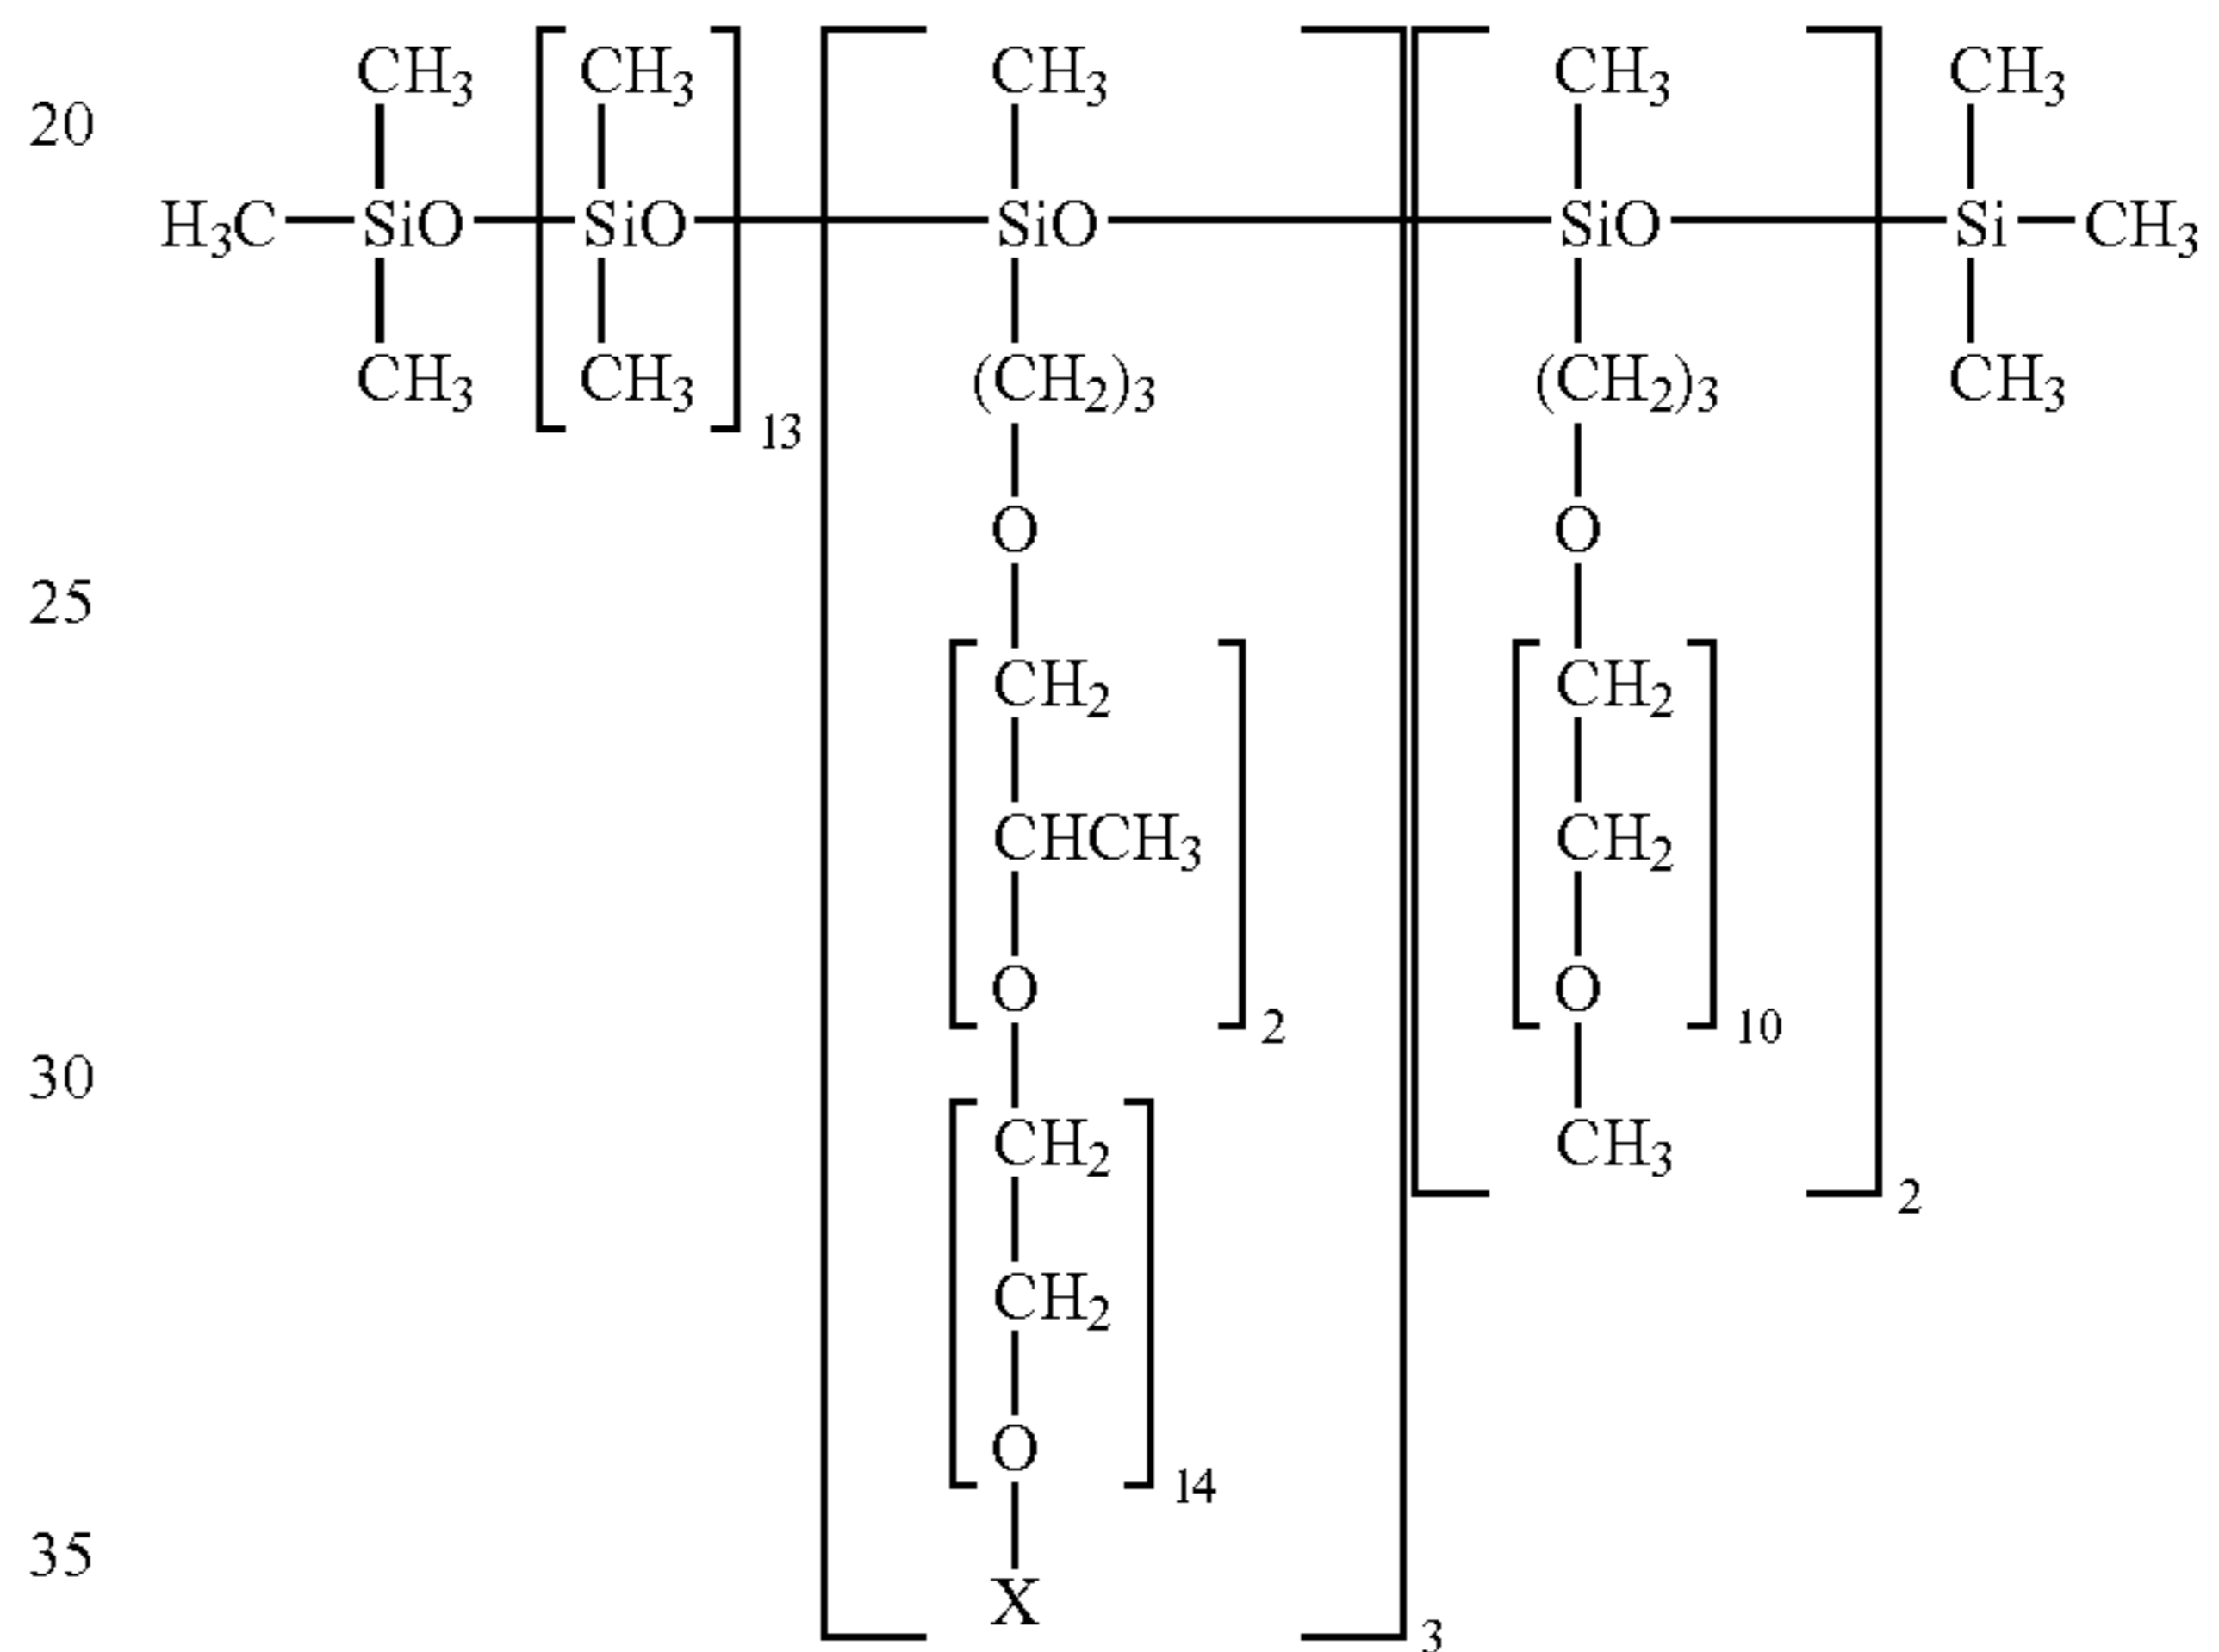 CH3 CH3 CH3 CH3 CH3
20
H3C SiO SiO SiO SiO Si CH3
CH3 CH3 (CH2)3 (CH2)3 CH3
13
O O
25
CH2 CH2
CHCH3 CH2
O O
2 10
30
CH2 CH3
2
CH2
O
14
35
X
3